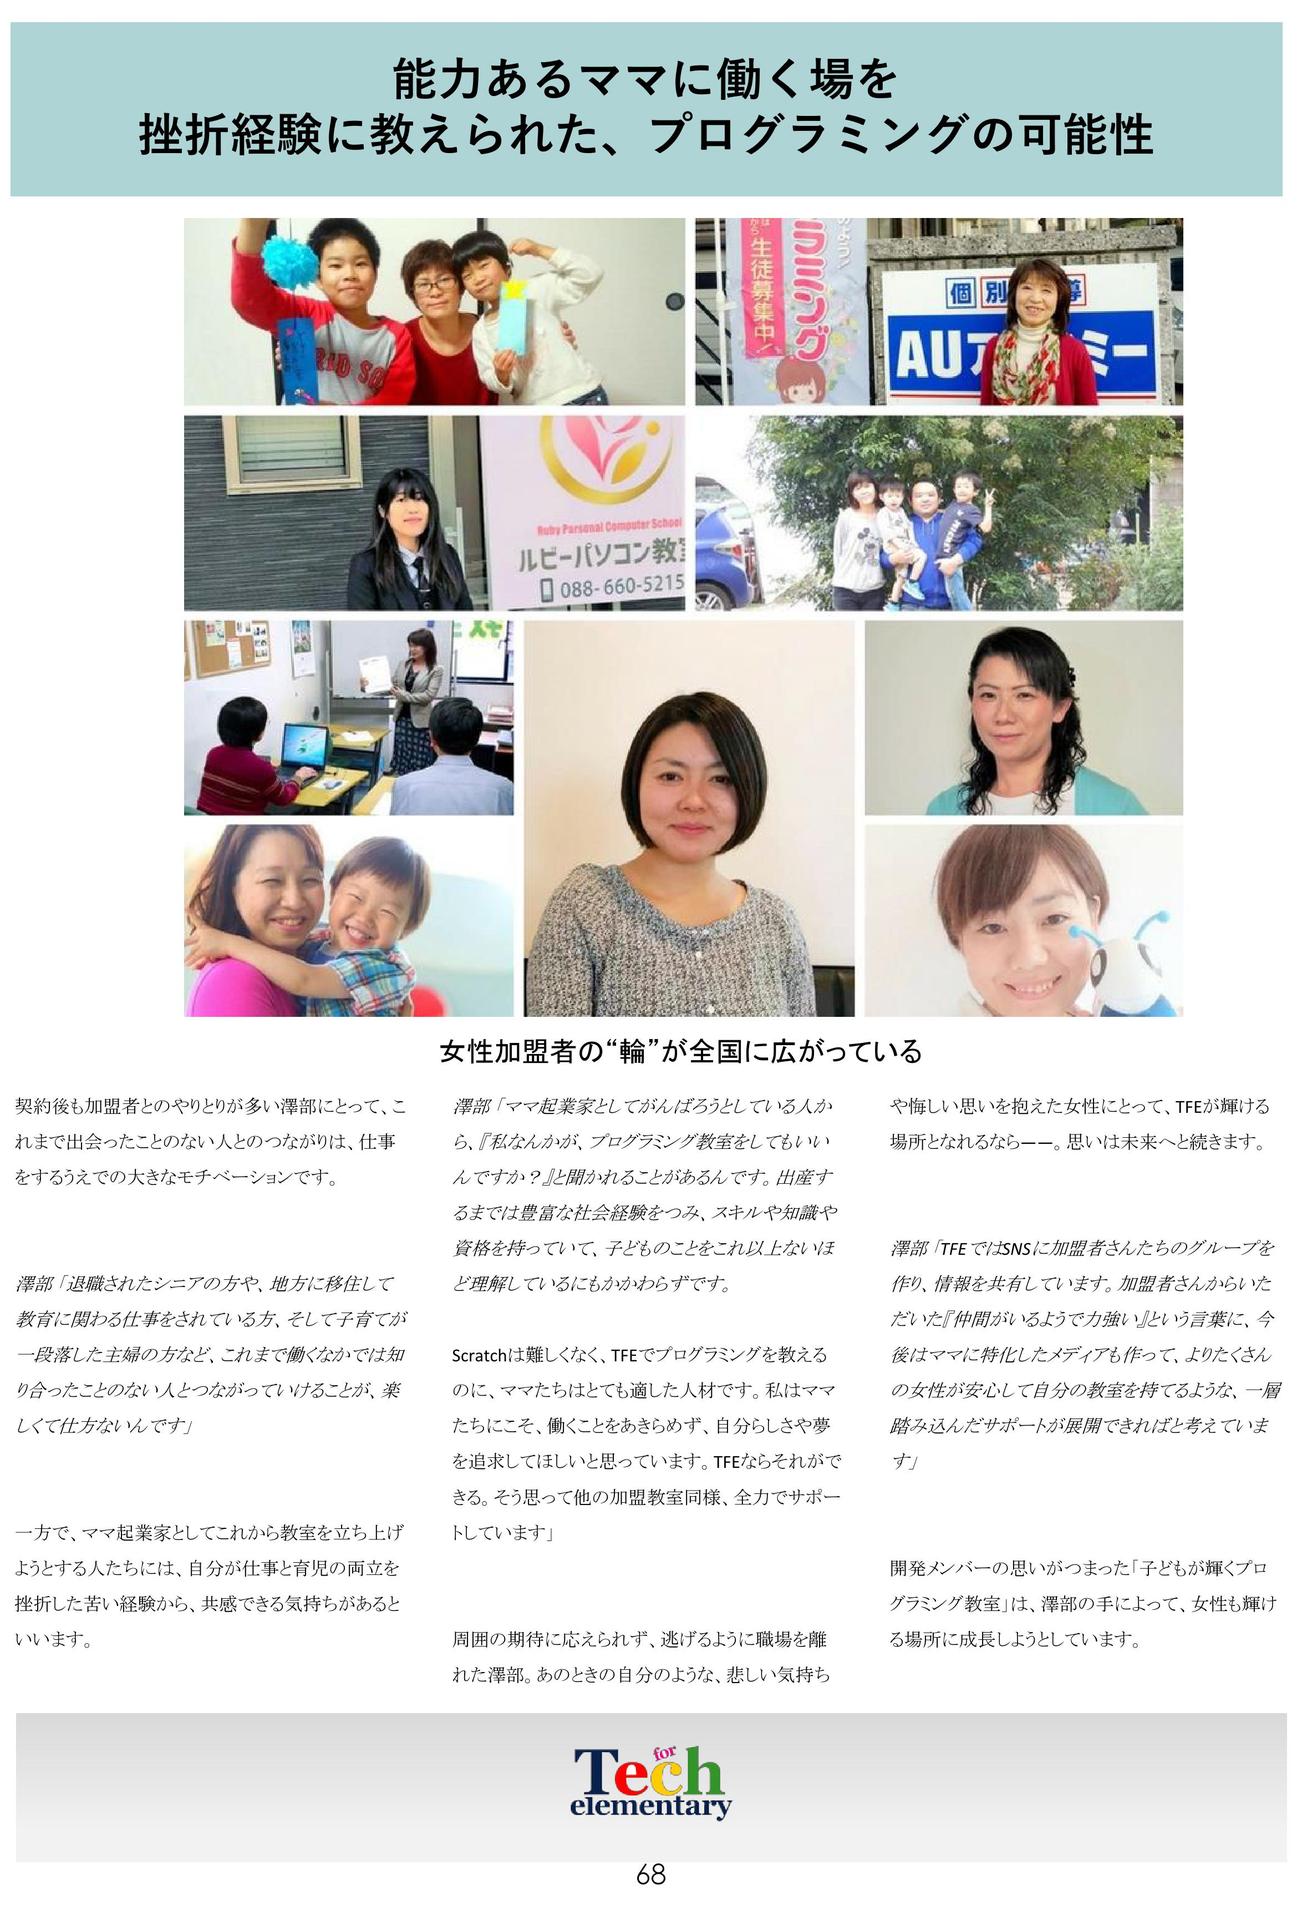 能力あるママに働く場を
挫折経験に教えられた、プログラミングの可能性
RED SO
生徒募集中!
のよう!
ラミング
個別
導
AUア
ミー
Ruby Parsonal Computer School
ルビーパソコン教室
088-660-5215
女性加盟者の“輪”が全国に広がっている
契約後も加盟者とのやりとりが多い澤部にとって、こ
れまで出会ったことのない人とのつながりは、仕事
をするうえでの大きなモチベーションです。
澤部「退職されたシニアの方や、地方に移住して
教育に関わる仕事をされている方、そして子育てが
一段落した主婦の方など、これまで働くなかでは知
り合ったことのない人とつながっていけることが、楽
しくて仕方ないんです」
一方で、ママ起業家としてこれから教室を立ち上げ
ようとする人たちには、自分が仕事と育児の両立を
挫折した苦い経験から、共感できる気持ちがあると
いいます。
澤部「ママ起業家としてがんばろうとしている人か
ら、『私なんかが、プログラミング教室をしてもいい
んですか？』と聞かれることがあるんです。出産す
るまでは豊富な社会経験をつみ、スキルや知識や
資格を持っていて、子どものことをこれ以上ないほ
ど理解しているにもかかわらずです。
Scratchは難しくなく、TFEでプログラミングを教える
のに、ママたちはとても適した人材です。私はママ
たちにこそ、働くことをあきらめず、自分らしさや夢
を追求してほしいと思っています。TFEならそれがで
きる。そう思って他の加盟教室同様、全力でサポー
トしています」
周囲の期待に応えられず、逃げるように職場を離
れた澤部。あのときの自分のような、悲しい気持ち
や悔しい思いを抱えた女性にとって、TFEが輝ける
場所となれるなら——。思いは未来へと続きます。
澤部「TFEではSNSに加盟者さんたちのグループを
作り、情報を共有しています。加盟者さんからいた
だいた『仲間がいるようで力強い』という言葉に、今
後はママに特化したメディアも作って、よりたくさん
の女性が安心して自分の教室を持てるような、一層
踏み込んだサポートが展開できればと考えていま
す」
開発メンバーの思いがつまった「子どもが輝くプロ
グラミング教室」は、澤部の手によって、女性も輝け
る場所に成長しようとしています。
Tech for
elementary
68